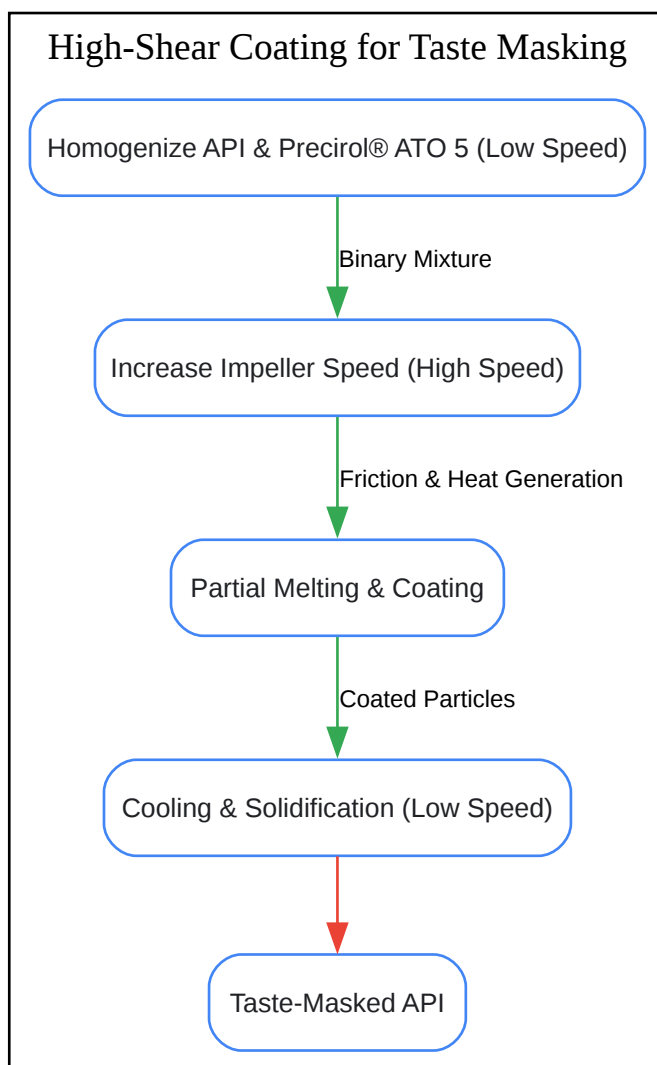 High-Shear Coating for Taste Masking
Homogenize API & Precirol® ATO 5 (Low Speed)
Binary Mixture
Increase Impeller Speed (High Speed)
Friction & Heat Generation
Partial Melting & Coating
Coated Particles
Cooling & Solidification (Low Speed)
Taste-Masked API